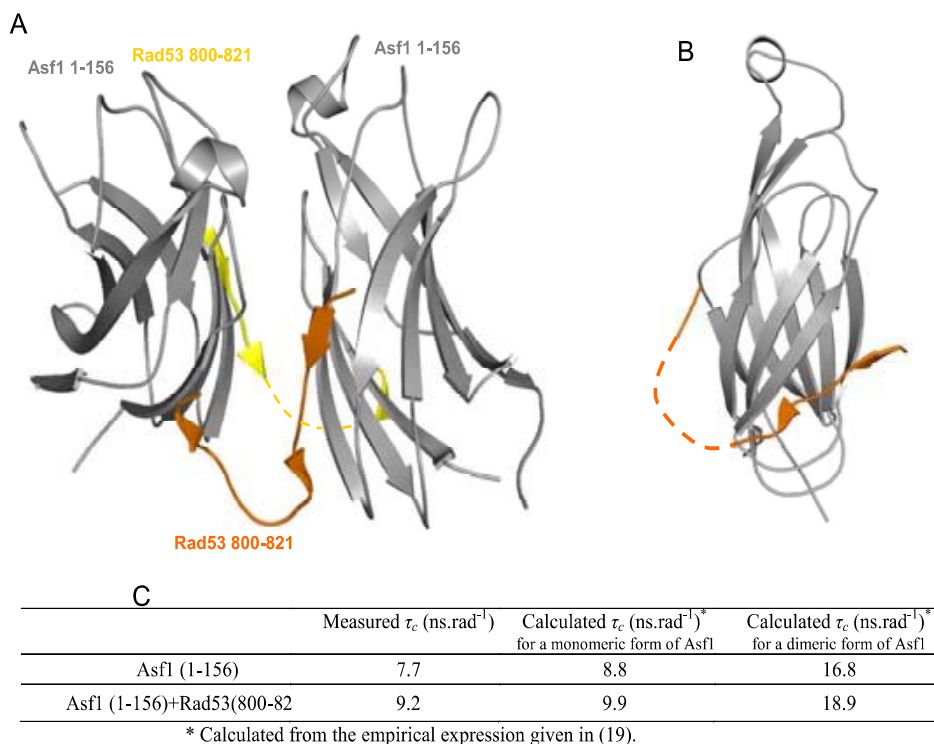 A
Rad53 800-821
Asf1 1-156
Asf1 1-156
B
Rad53 800-821
C
Measured τc (ns.rad-1) Calculated τc (ns.rad-1)* Calculated τc (ns.rad-1)*
for a monomeric form of Asf1 for a dimeric form of Asf1
Asf1 (1-156) 7.7 8.8 16.8
Asf1 (1-156)+Rad53(800-82 9.2 9.9 18.9
* Calculated from the empirical expression given in (19).